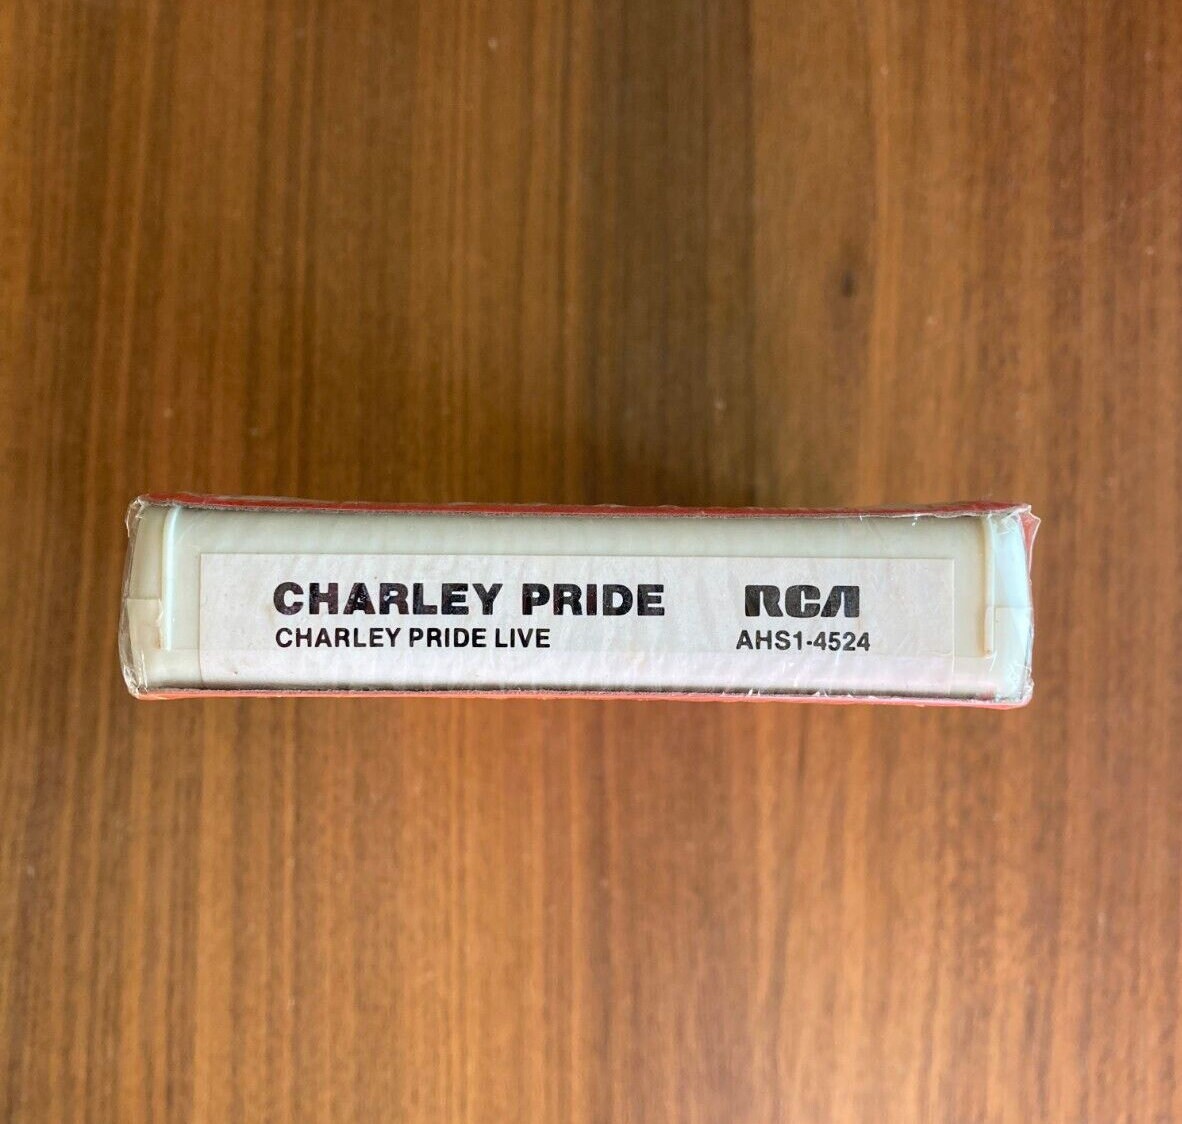 CHARLEY PRIDE
CHARLEY PRIDE LIVE
RCA
AHS1-4524